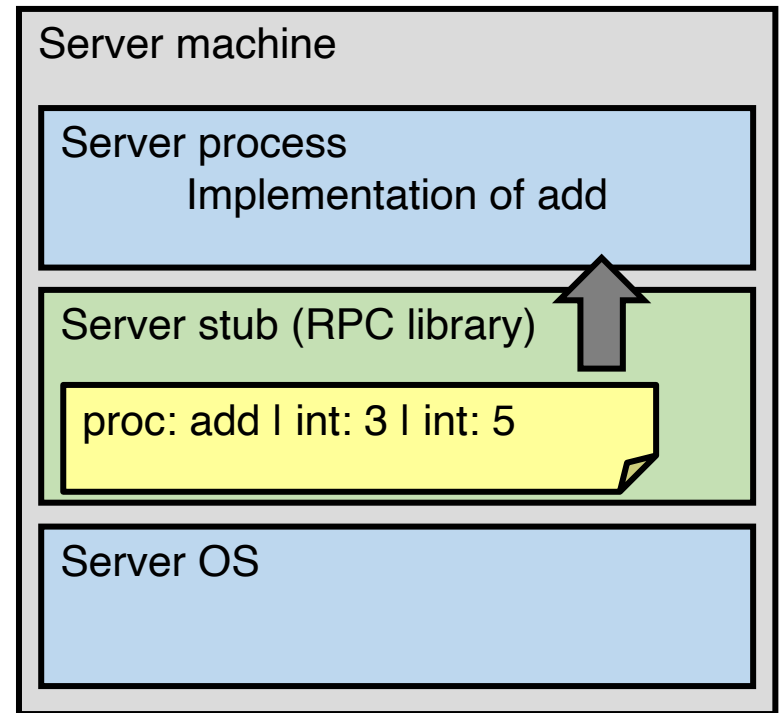 Server machine
Server process
Implementation of add
Server stub (RPC library)
proc: add | int: 3 | int: 5
Server OS